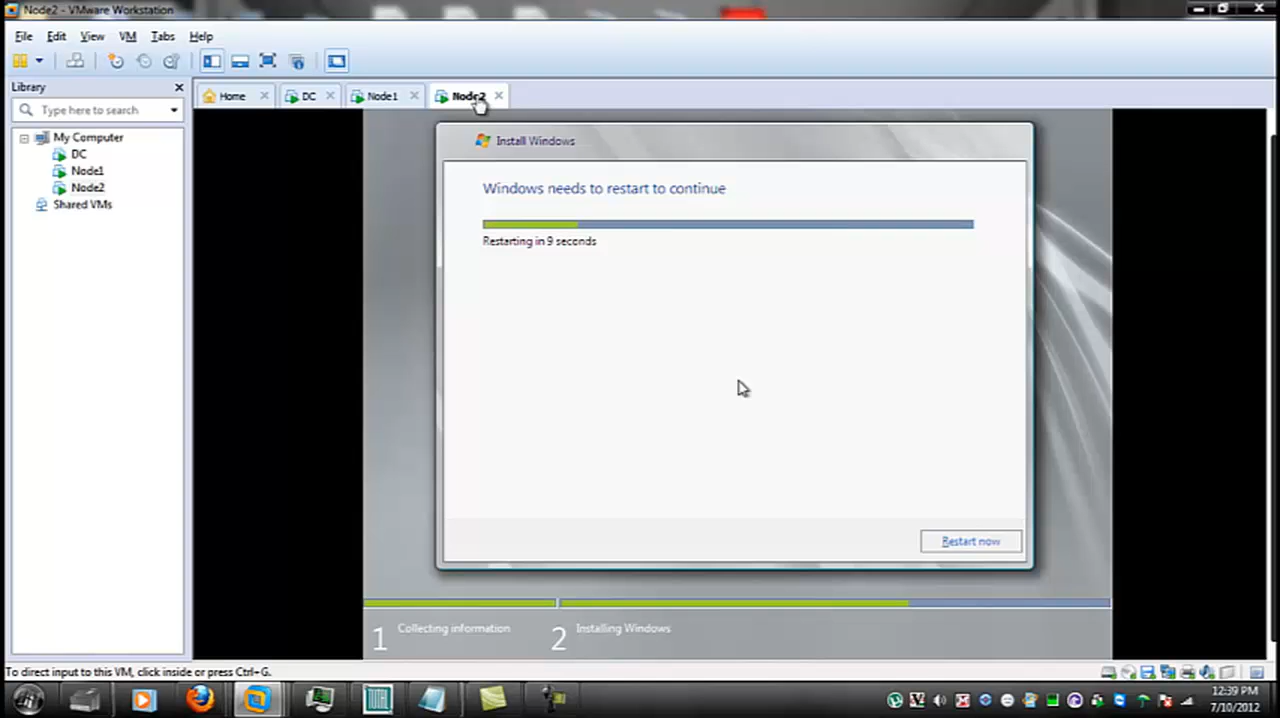 Node2 - VMware Workstation
File Edit View VM Tabs Help
Library
Type here to search
My Computer
DC
Node1
Node2
Shared VMs
Home DC Node1 Node2
Install Windows
Windows needs to restart to continue
Restarting in 9 seconds
Restart now
1 Collecting information 2 Installing Windows
To direct input to this VM, click inside or press Ctrl+G.
TOTAL
12:39 PM
7/10/2012